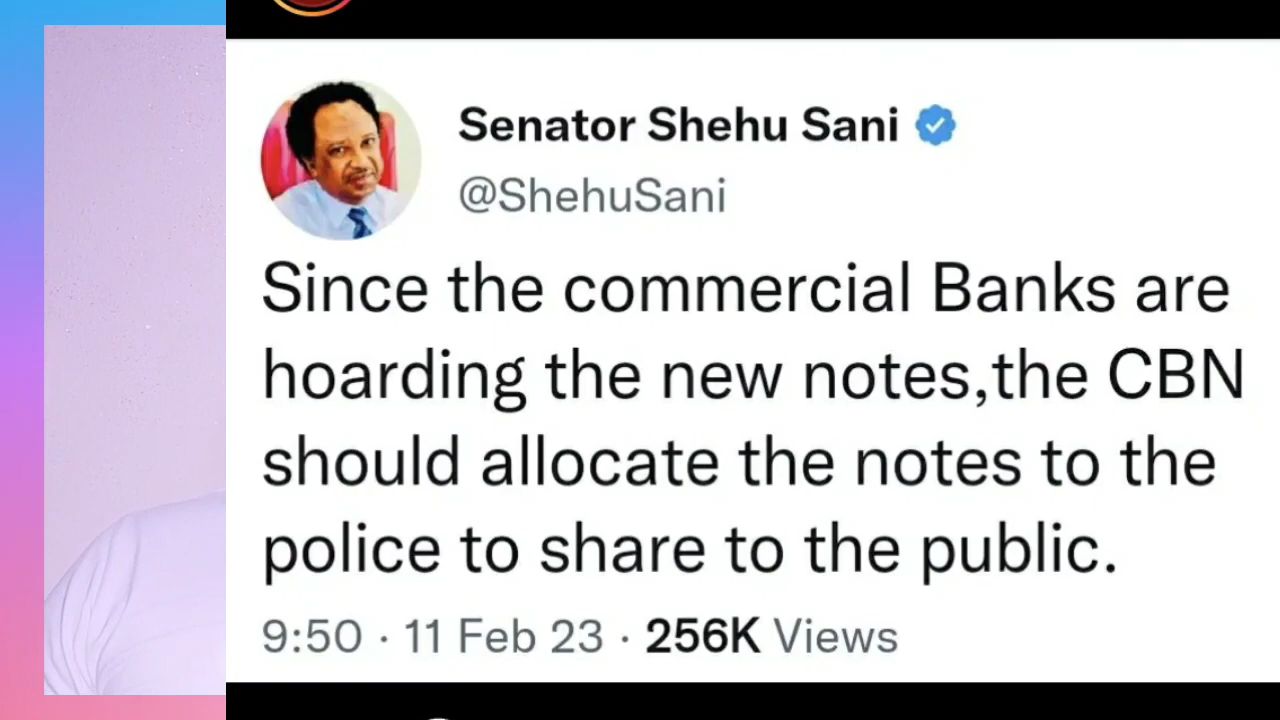 Senator Shehu Sani
@ShehuSani
Since the commercial Banks are
hoarding the new notes,the CBN
should allocate the notes to the
police to share to the public.
9:50 · 11 Feb 23 · 256K Views